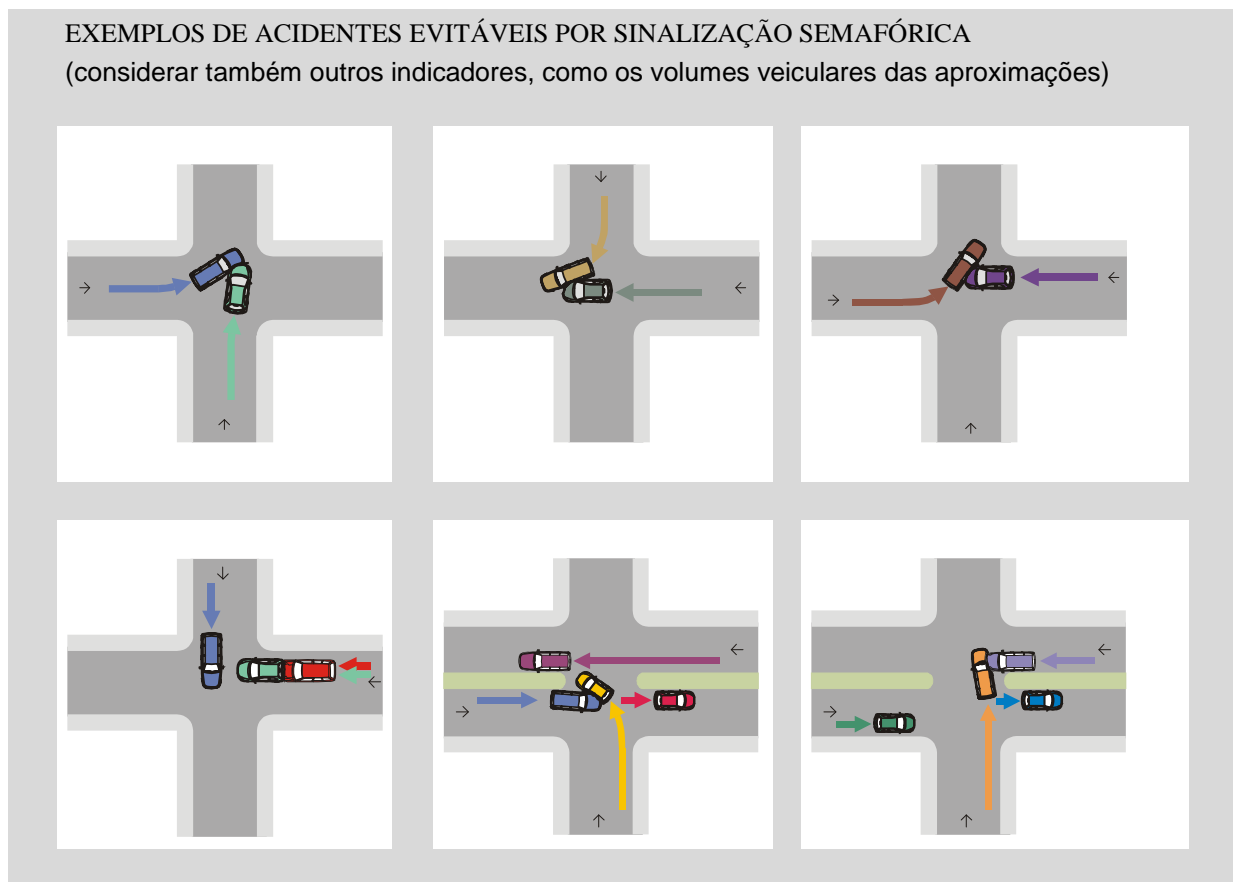 EXEMPLOS DE ACIDENTES EVITÁVEIS POR SINALIZAÇÃO SEMAFÓRICA
(considerar também outros indicadores, como os volumes veiculares das aproximações)